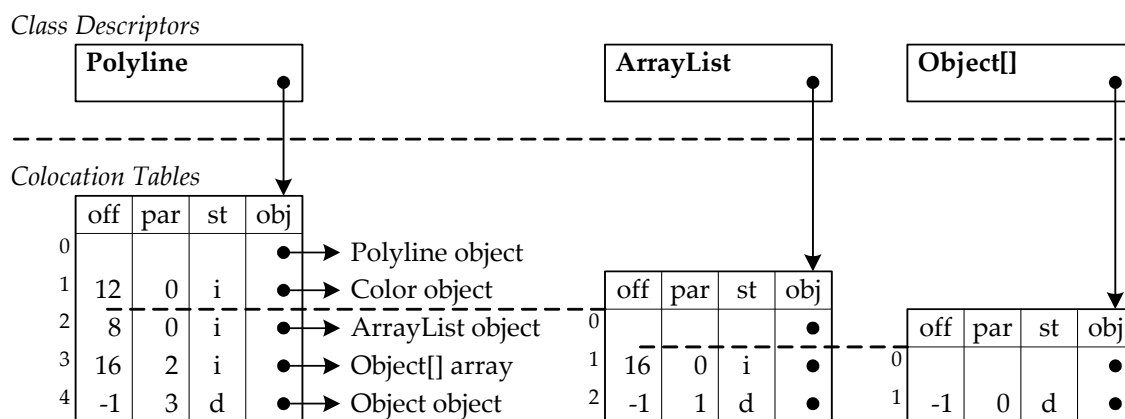 Class Descriptors
Polyline ArrayList Object[]
Colocation Tables
off par st obj
0 Polyline object
1 12 0 i Color object off par st obj
2 8 0 i ArrayList object 0 off par st obj
3 16 2 i Object[] array 1 16 0 i 0
4 -1 3 d Object object 2 -1 1 d 1 -1 0 d